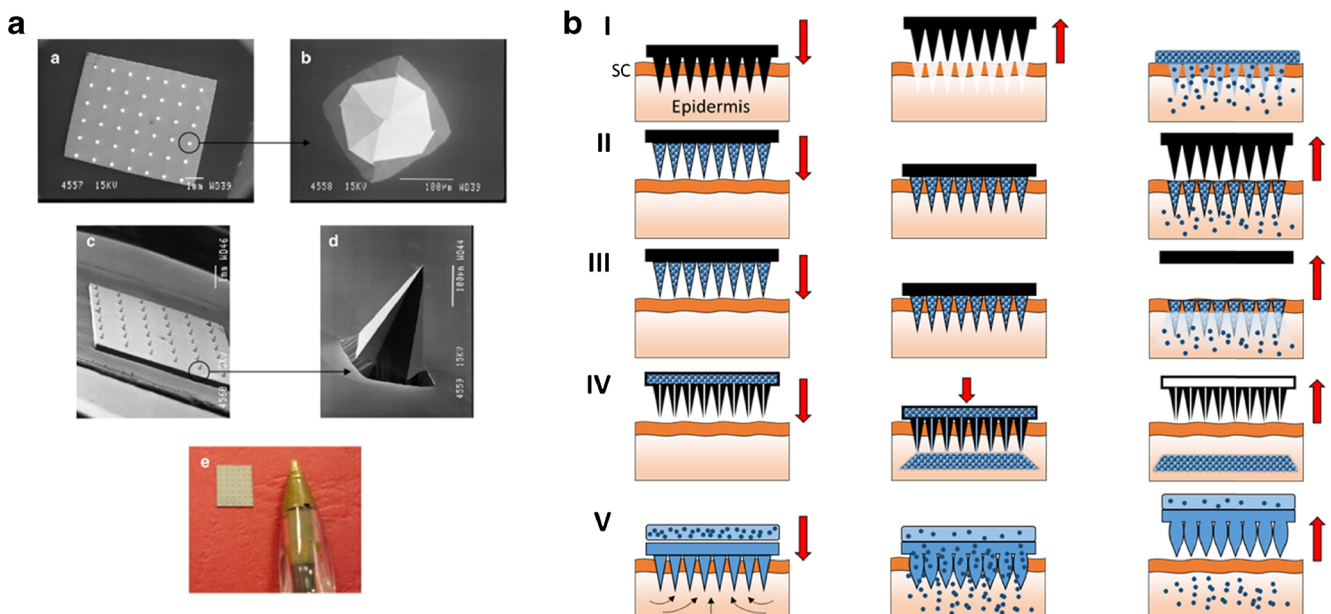 a
a
4557 15KV 1mm WD39
b
4558 15KV 100µm WD39
c
1mm WD46
d
100µm WD44
4559 15KV
e
b
I
SC
Epidermis
II
III
IV
V